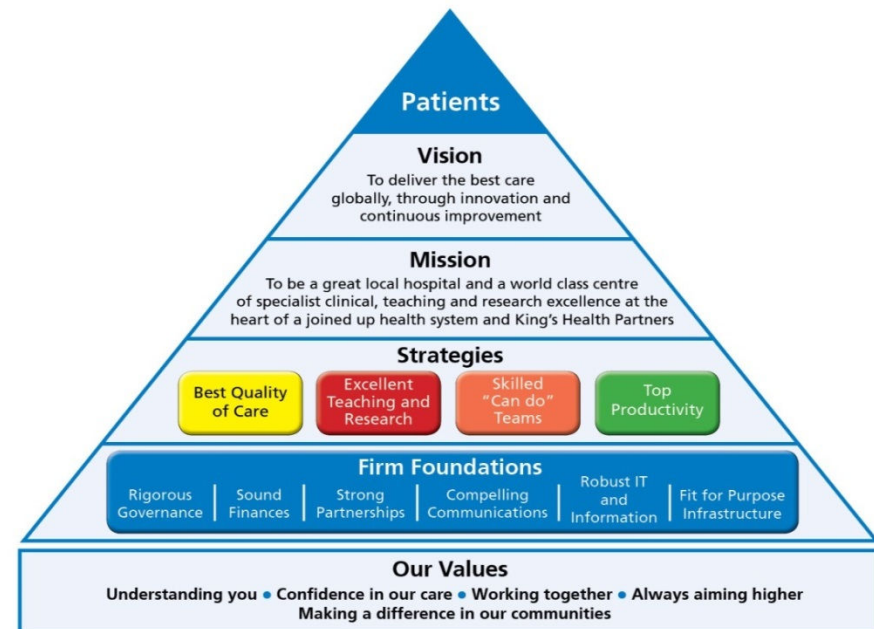 Patients
Vision
To deliver the best care
globally, through innovation and
continuous improvement
Mission
To be a great local hospital and a world class centre
of specialist clinical, teaching and research excellence at the
heart of a joined up health system and King's Health Partners
Strategies
Best Quality
of Care
Excellent
Teaching and
Research
Skilled
"Can do"
Teams
Top
Productivity
Firm Foundations
Rigorous
Governance
Sound
Finances
Strong
Partnerships
Compelling
Communications
Robust IT
and
Information
Fit for Purpose
Infrastructure
Our Values
Understanding you • Confidence in our care • Working together • Always aiming higher
Making a difference in our communities